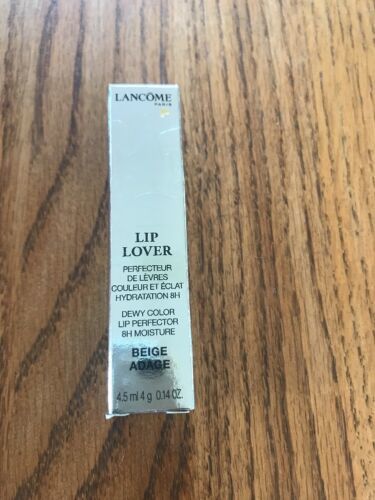 LANCÔME
PARIS
LIP
LOVER
PERFECTEUR
DE LÈVRES
COULEUR ET ÉCLAT
HYDRATATION 8H
DEWY COLOR
LIP PERFECTOR
8H MOISTURE
BEIGE
ADAGE
4.5 ml 4 g 0.14 OZ.